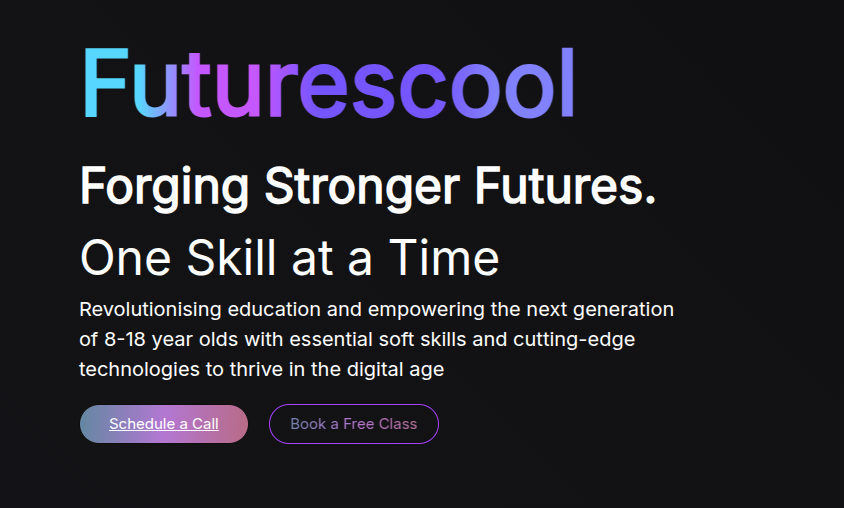 Futurescool
Forging Stronger Futures.
One Skill at a Time
Revolutionising education and empowering the next generation
of 8-18 year olds with essential soft skills and cutting-edge
technologies to thrive in the digital age
Schedule a Call
Book a Free Class